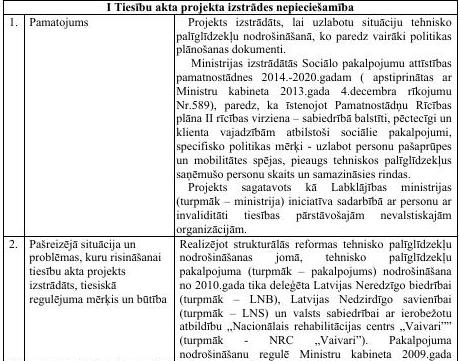 I Tiesību akta projekta izstrādes nepieciešamība
1. Pamatojums
Projekts izstrādāts, lai uzlabotu situāciju tehnisko
palīglīdzekļu nodrošināšanā, ko paredz vairāki politikas
plānošanas dokumenti.
Ministrijas izstrādātās Sociālo pakalpojumu attīstības
pamatnostādnes 2014.-2020.gadam ( apstiprinātas ar
Ministru kabineta 2013.gada 4.decembra rīkojumu
Nr.589), paredz, ka īstenojot Pamatnostādņu Rīcības
plāna II rīcības virziena – sabiedrībā balstīti, pēctecīgi un
klienta vajadzībām atbilstoši sociālie pakalpojumi,
specifisko politikas mērķi - uzlabot personu pašaprūpes
un mobilitātes spējas, pieaugs tehniskos palīglīdzekļus
saņēmušo personu skaits un samazināsies rindas.
Projekts sagatavots kā Labklājības ministrijas
(turpmāk – ministrija) iniciatīva sadarbībā ar personu ar
invaliditāti tiesības pārstāvošajām nevalstiskajām
organizācijām.
2. Pašreizējā situācija un
problēmas, kuru risināšanai
tiesību akta projekts
izstrādāts, tiesiskā
regulējuma mērķis un būtība
Realizējot strukturālās reformas tehnisko palīglīdzekļu
nodrošināšanas jomā, tehnisko palīglīdzekļu
pakalpojuma (turpmāk – pakalpojums) nodrošināšana
no 2010.gada tika deleģēta Latvijas Neredzīgo biedrībai
(turpmāk – LNB), Latvijas Nedzirdīgo savienībai
(turpmāk – LNS) un valsts sabiedrībai ar ierobežotu
atbildību „Nacionālais rehabilitācijas centrs „Vaivari””
(turpmāk - NRC „Vaivari”). Pakalpojuma
nodrošināšanu regulē Ministru kabineta 2009.gada